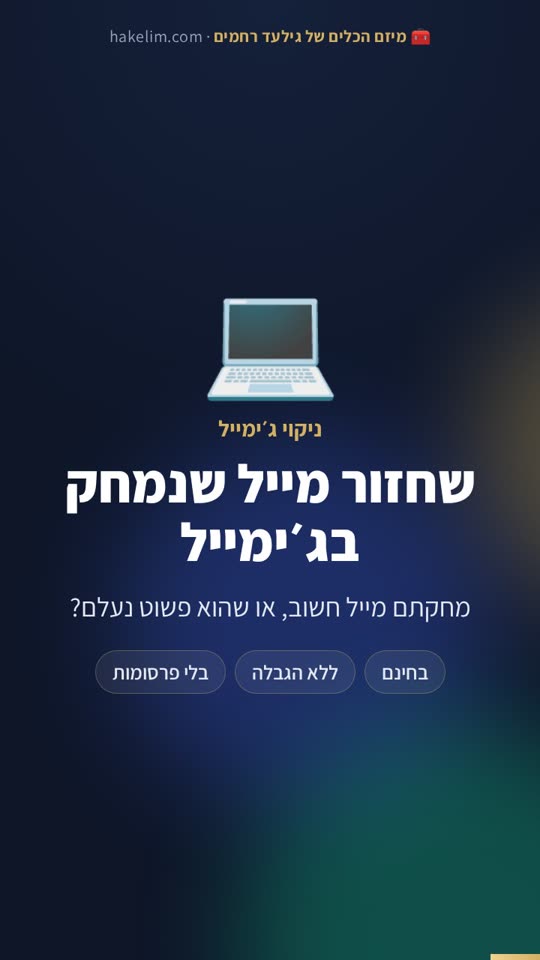 🧰 מיזם הכלים של גילעד רחמים · hakelim.com
ניקוי ג׳ימייל
שחזור מייל שנמחק
בג׳ימייל
מחקתם מייל חשוב, או שהוא פשוט נעלם?
בחינם
ללא הגבלה
בלי פרסומות